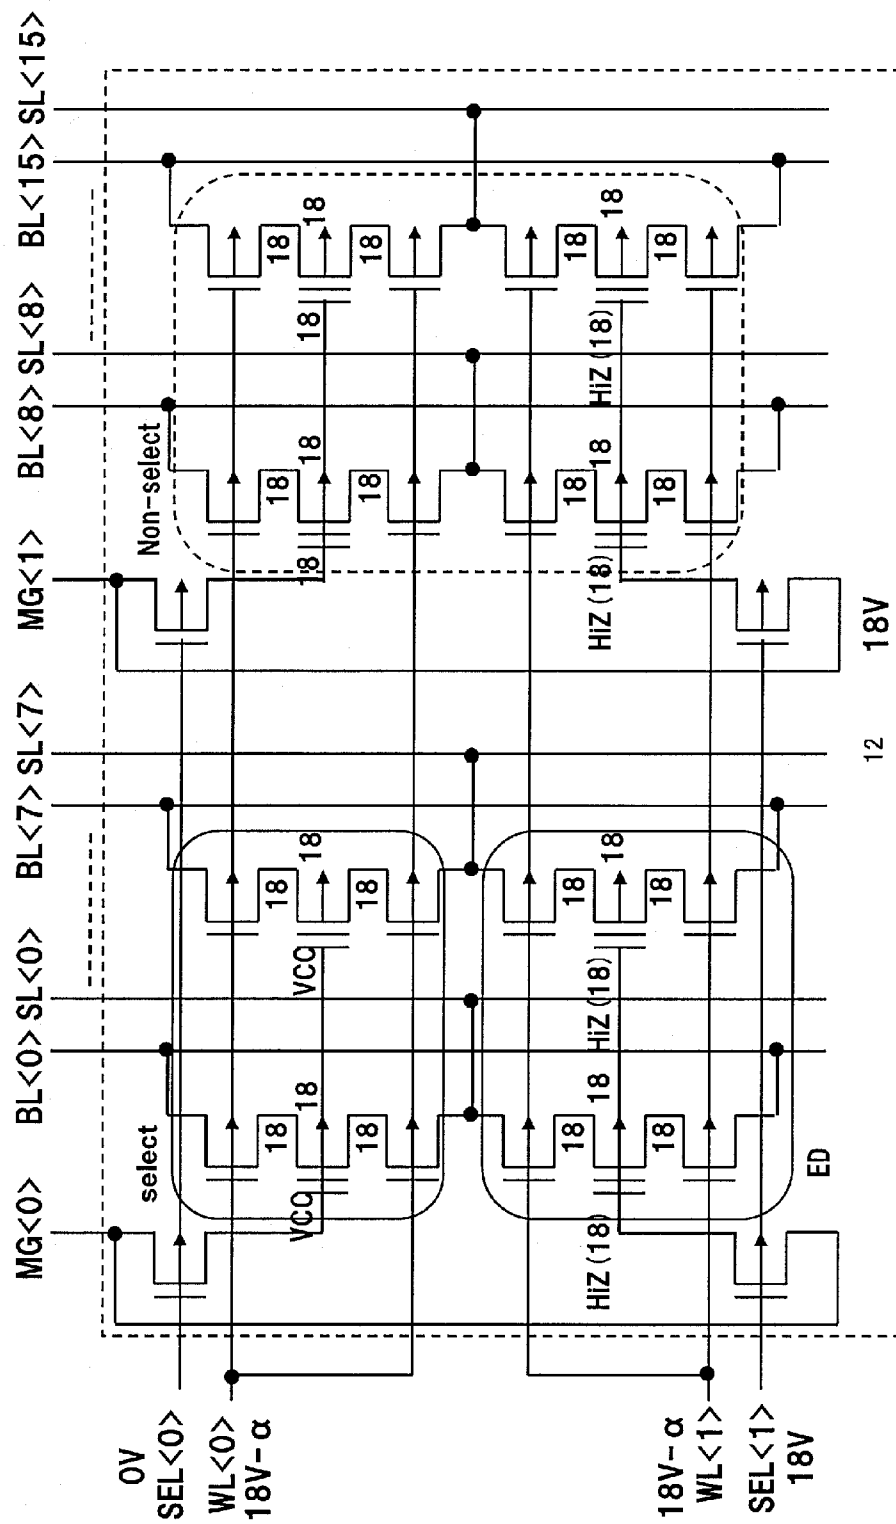 MG<0> BL<0> SL<0> BL<7> SL<7> MG<1> BL<8> SL<8> BL<15> SL<15>
0V
select
Non-select
SEL<0>
WL<0>
18V-α
18 18 18 18
VCC 18 VCC 18 18 18 18 18
18 18 18 18
18 18 18 18
HiZ(18) 18 HiZ(18) 18 HiZ(18) 18 HiZ(18) 18
18 18 18 18
18V-α
WL<1>
SEL<1>
18V
ED
12 18V